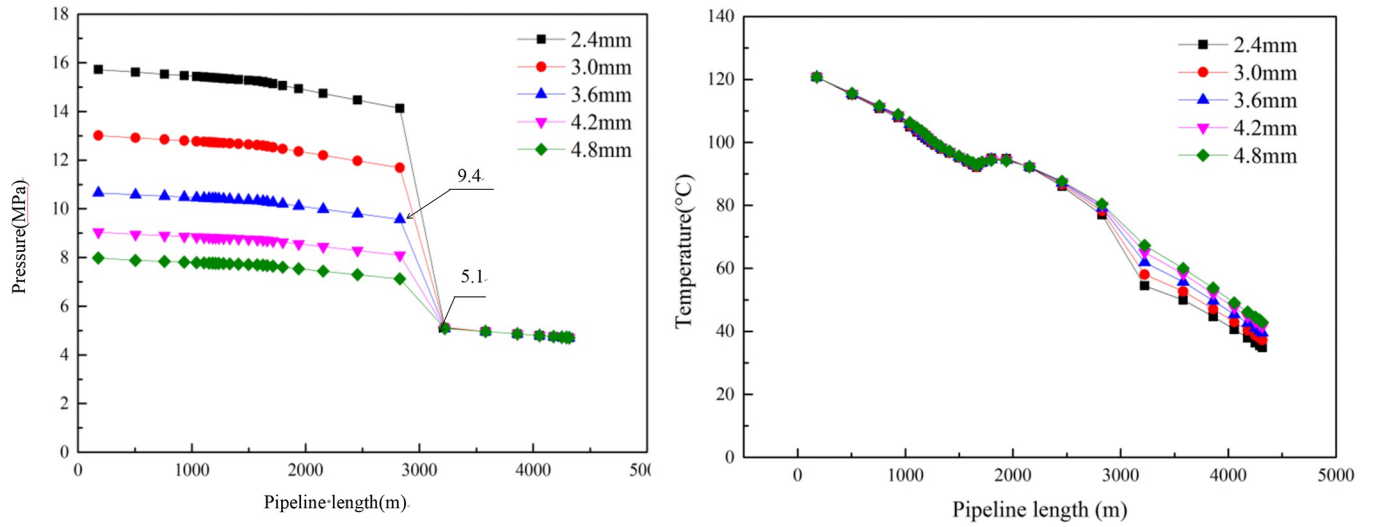 18
16
14
12
10
8
6
4
2
0
Pressure(MPa)
2.4mm
3.0mm
3.6mm
4.2mm
4.8mm
9.4
5.1
0 1000 2000 3000 4000 500
Pipeline length(m)
140
120
100
80
60
40
20
0
Temperature(°C)
2.4mm
3.0mm
3.6mm
4.2mm
4.8mm
0 1000 2000 3000 4000 5000
Pipeline length (m)